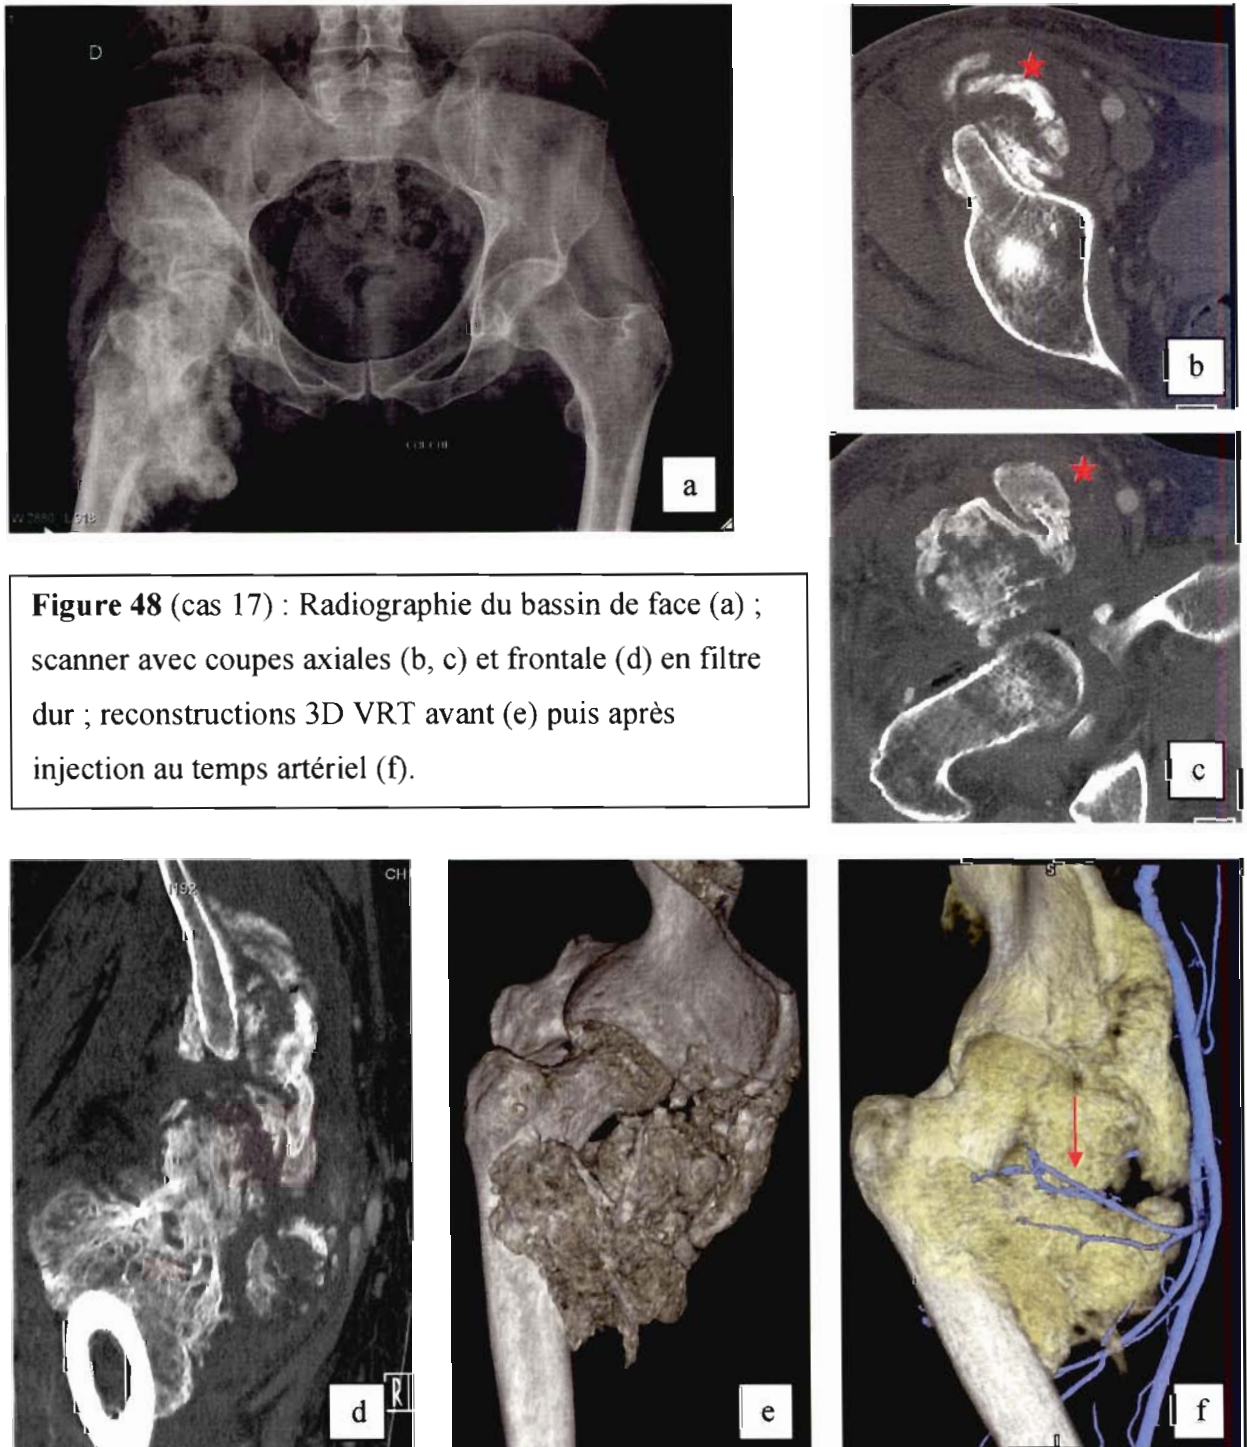 D
a
b
c
Figure 48 (cas 17) : Radiographie du bassin de face (a) ;
scanner avec coupes axiales (b, c) et frontale (d) en filtre
dur ; reconstructions 3D VRT avant (e) puis après
injection au temps artériel (f).
CH
d
R
e
S
f